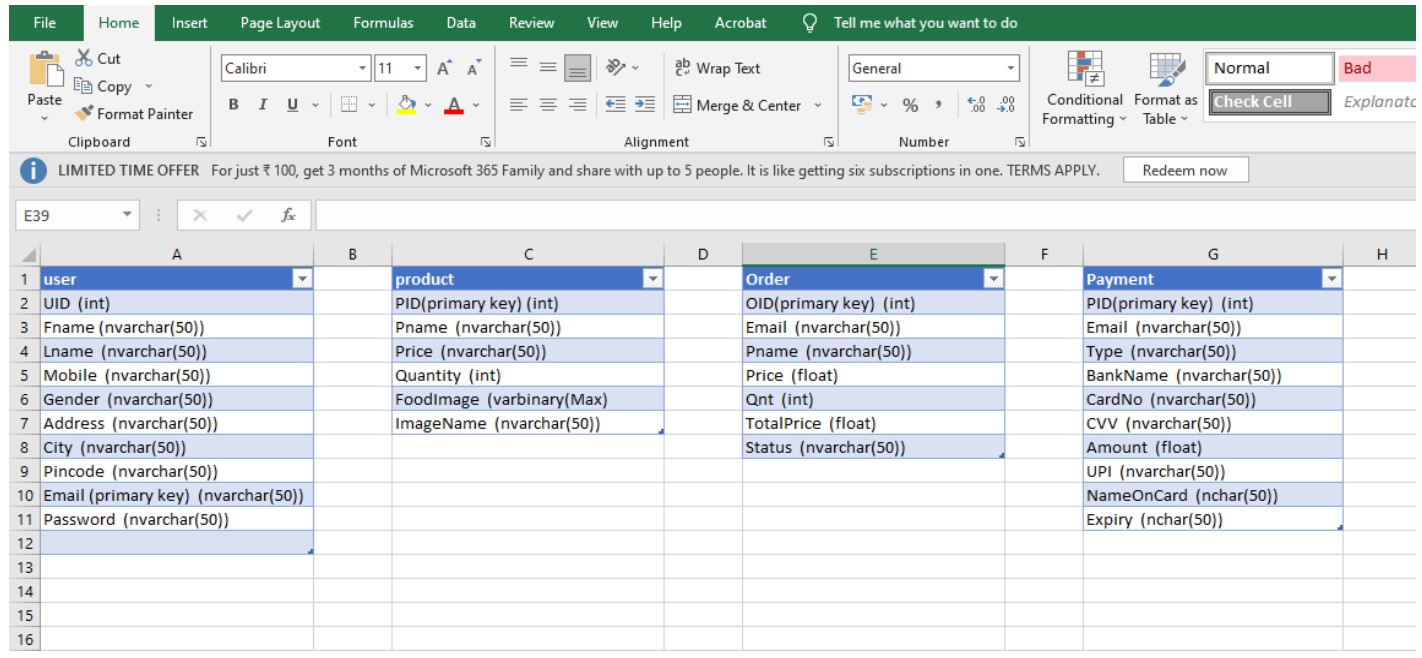 File Home Insert Page Layout Formulas Data Review View Help Acrobat Tell me what you want to do
Cut
Copy
Format Painter
Paste
Clipboard
Calibri 11 A A
B I U A
Font
ab Wrap Text
Merge & Center
Alignment
General
% , .0 .00 .00 .0
Number
Conditional Formatting
Format as Table
Normal Bad
Check Cell Explanato
LIMITED TIME OFFER For just ₹ 100, get 3 months of Microsoft 365 Family and share with up to 5 people. It is like getting six subscriptions in one. TERMS APPLY. Redeem now
E39 fx
A B C D E F G H
1 user product Order Payment
2 UID (int) PID(primary key) (int) OID(primary key) (int) PID(primary key) (int)
3 Fname (nvarchar(50)) Pname (nvarchar(50)) Email (nvarchar(50)) Email (nvarchar(50))
4 Lname (nvarchar(50)) Price (nvarchar(50)) Pname (nvarchar(50)) Type (nvarchar(50))
5 Mobile (nvarchar(50)) Quantity (int) Price (float) BankName (nvarchar(50))
6 Gender (nvarchar(50)) FoodImage (varbinary(Max) Qnt (int) CardNo (nvarchar(50))
7 Address (nvarchar(50)) ImageName (nvarchar(50)) TotalPrice (float) CVV (nvarchar(50))
8 City (nvarchar(50)) Status (nvarchar(50)) Amount (float)
9 Pincode (nvarchar(50)) UPI (nvarchar(50))
10 Email (primary key) (nvarchar(50)) NameOnCard (nchar(50))
11 Password (nvarchar(50)) Expiry (nchar(50))
12
13
14
15
16